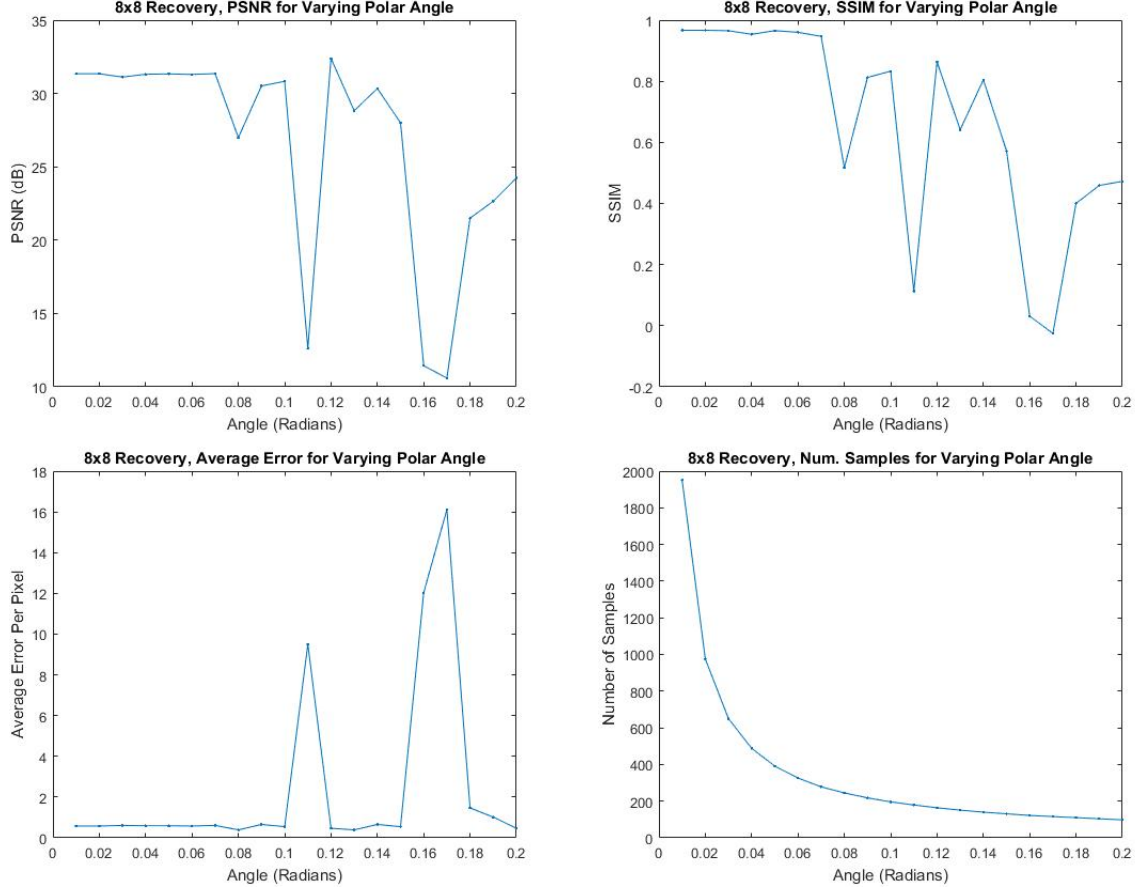 8x8 Recovery, PSNR for Varying Polar Angle
35
30
25
20
15
10
PSNR (dB)
0 0.02 0.04 0.06 0.08 0.1 0.12 0.14 0.16 0.18 0.2
Angle (Radians)
8x8 Recovery, SSIM for Varying Polar Angle
1
0.8
0.6
0.4
0.2
0
-0.2
SSIM
0 0.02 0.04 0.06 0.08 0.1 0.12 0.14 0.16 0.18 0.2
Angle (Radians)
8x8 Recovery, Average Error for Varying Polar Angle
18
16
14
12
10
8
6
4
2
0
Average Error Per Pixel
0 0.02 0.04 0.06 0.08 0.1 0.12 0.14 0.16 0.18 0.2
Angle (Radians)
8x8 Recovery, Num. Samples for Varying Polar Angle
2000
1800
1600
1400
1200
1000
800
600
400
200
0
Number of Samples
0 0.02 0.04 0.06 0.08 0.1 0.12 0.14 0.16 0.18 0.2
Angle (Radians)